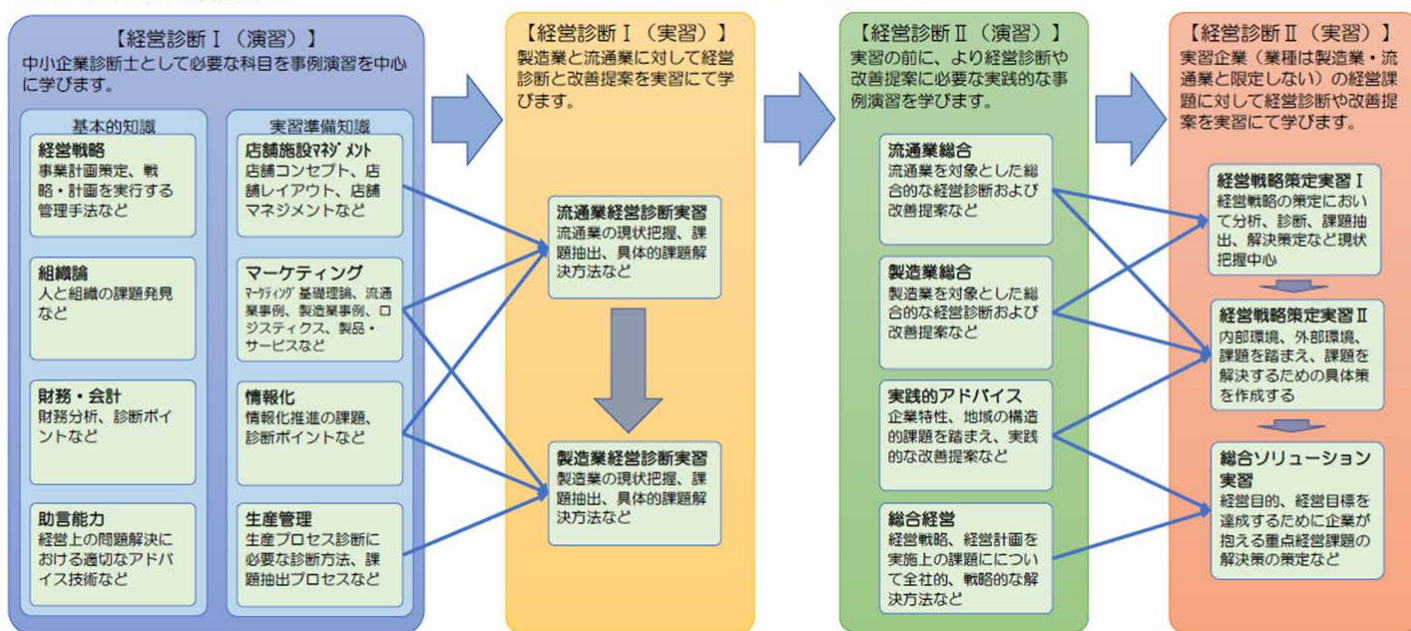 【経営診断Ⅰ（演習）】
中小企業診断士として必要な科目を事例演習を中心
に学びます。
基本的知識
経営戦略
事業計画策定、戦
略・計画を実行する
管理手法など
組織論
人と組織の課題発見
など
財務・会計
財務分析、診断ポイ
ントなど
助言能力
経営上の問題解決に
おける適切なアドバ
イス技術など
実習準備知識
店舗施設ﾏﾈｼﾞﾒﾝﾄ
店舗コンセプト、店
舗レイアウト、店舗
マネジメントなど
マーケティング
ﾏｰｹﾃｨﾝｸﾞ基礎理論、流通
業事例、製造業事例、ロ
ジスティクス、製品・
サービスなど
情報化
情報化推進の課題、
診断ポイントなど
生産管理
生産プロセス診断に
必要な診断方法、課
題抽出プロセスなど
【経営診断Ⅰ（実習）】
製造業と流通業に対して経営
診断と改善提案を実習にて学
びます。
流通業経営診断実習
流通業の現状把握、課
題抽出、具体的課題解
決方法など
製造業経営診断実習
製造業の現状把握、課
題抽出、具体的課題解
決方法など
【経営診断Ⅱ（演習）】
実習の前に、より経営診断や
改善提案に必要な実践的な事
例演習を学びます。
流通業総合
流通業を対象とした総
合的な経営診断および
改善提案など
製造業総合
製造業を対象とした総
合的な経営診断および
改善提案など
実践的アドバイス
企業特性、地域の構造
的課題を踏まえ、実践
的な改善提案など
総合経営
経営戦略、経営計画を
実施上の課題にについ
て全社的、戦略的な解
決方法など
【経営診断Ⅱ（実習）】
実習企業（業種は製造業・流
通業と限定しない）の経営課
題に対して経営診断や改善提
案を実習にて学びます。
経営戦略策定実習Ⅰ
経営戦略の策定におい
て分析、診断、課題抽
出、解決策定など現状
把握中心
経営戦略策定実習Ⅱ
内部環境、外部環境、
課題を踏まえ、課題を
解決するための具体策
を作成する
総合ソリューション
実習
経営目的、経営目標を
達成するために企業が
抱える重点経営課題の
解決策の策定など